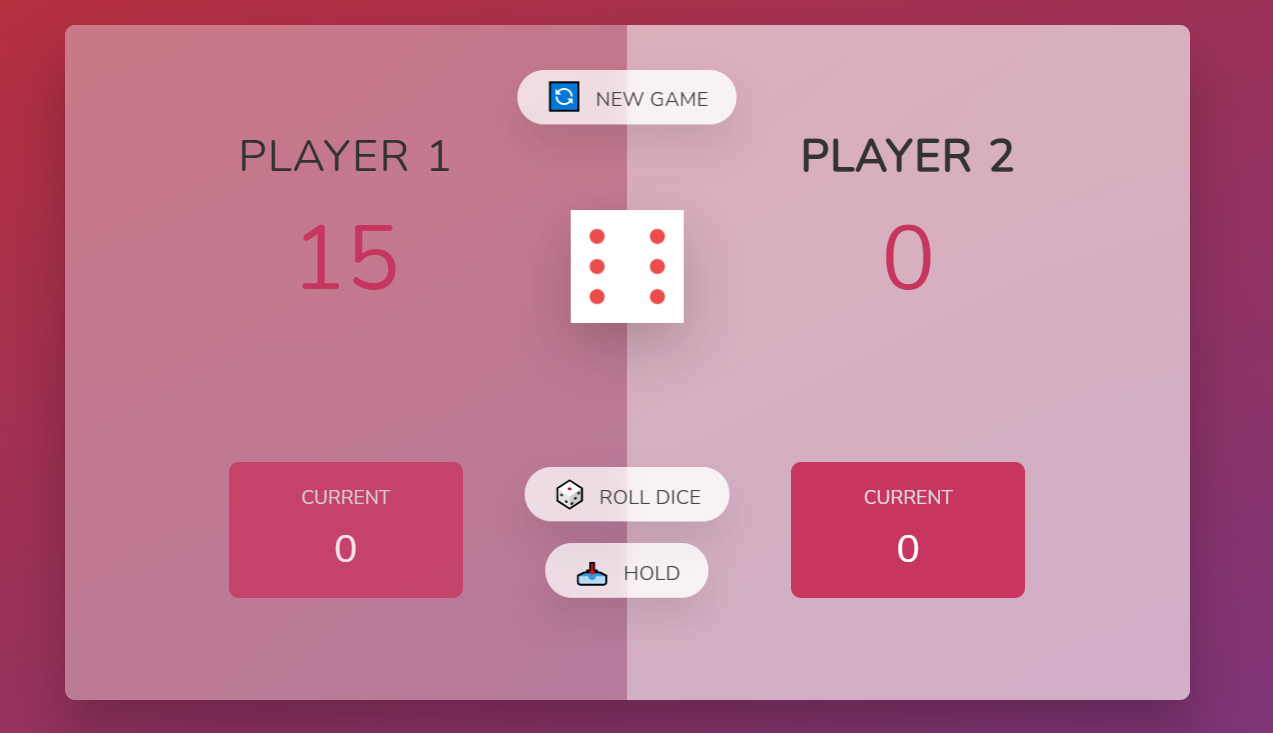 NEW GAME
PLAYER 1
15
CURRENT
0
PLAYER 2
0
CURRENT
0
ROLL DICE
HOLD